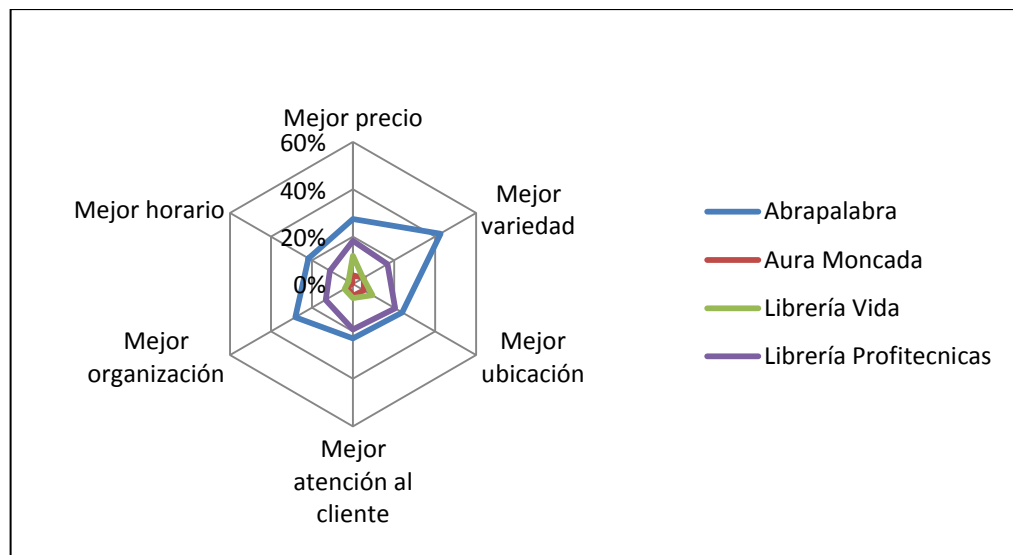 Mejor precio
60%
40%
20%
0%
Mejor
variedad
Mejor
ubicación
Mejor
atención al
cliente
Mejor
organización
Mejor horario
Abrapalabra
Aura Moncada
Librería Vida
Librería Profitecnicas